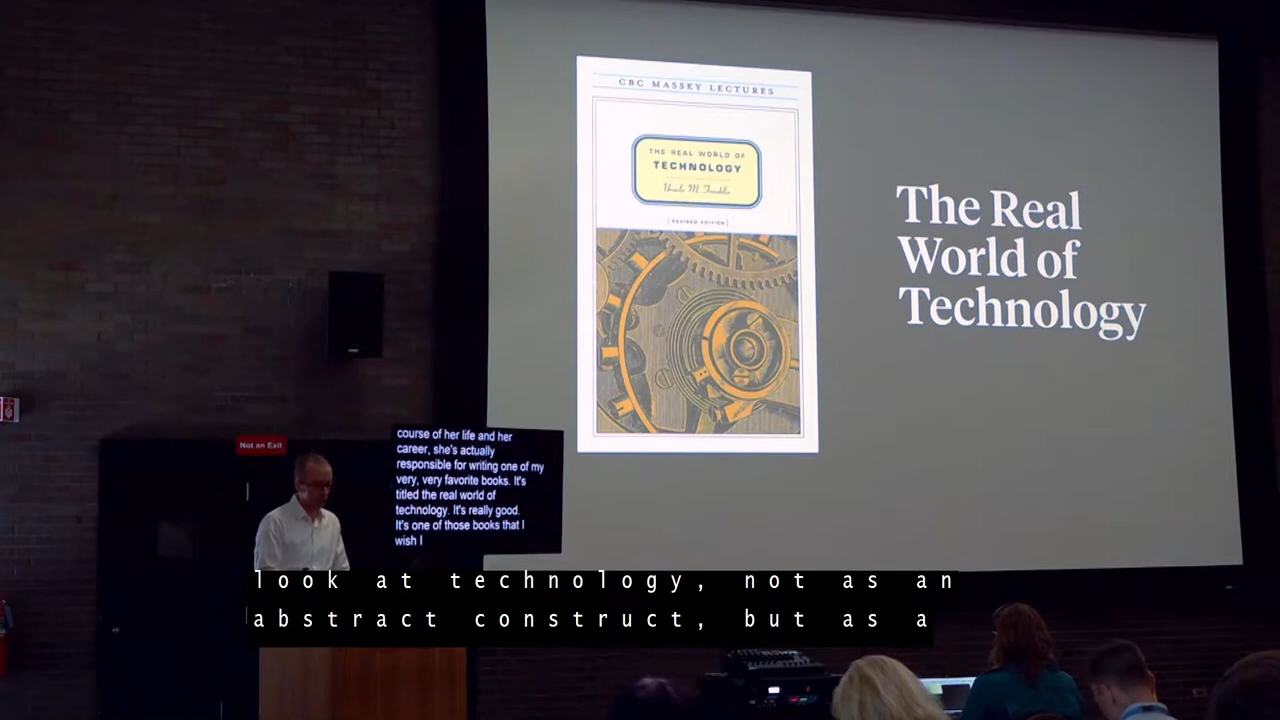 CBC MASSEY LECTURES
THE REAL WORLD OF
TECHNOLOGY
Ursula M. Franklin
[REVISED EDITION]
The Real
World of
Technology
Not an Exit
course of her life and her
career, she's actually
responsible for writing one of my
very, very favorite books. It's
titled the real world of
technology. It's really good.
It's one of those books that I
wish I
look at technology, not as an
abstract construct, but as a